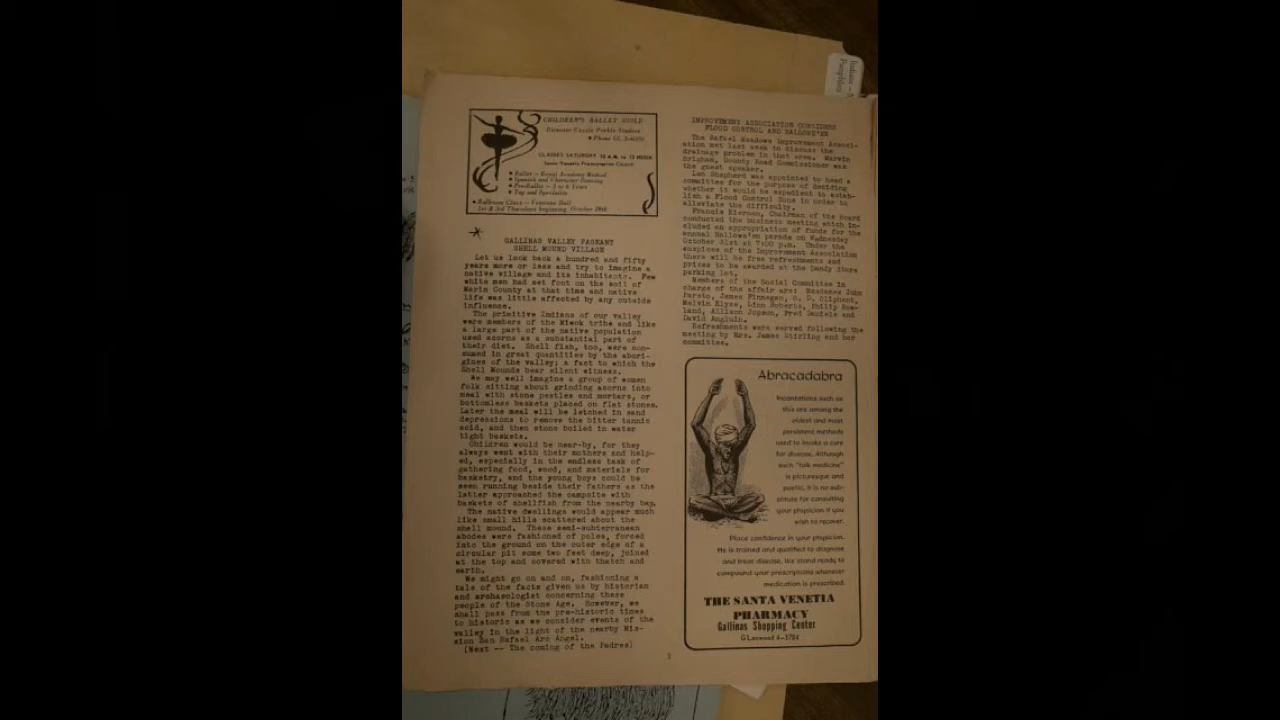 Indians - 
Pamphlet
CHILDREN'S BALLET GUILD
Director
Phone GL
CLASSES SATURDAY 10 A.M. to 12 NOON
Santa Venetia Presbyterian Church
Ballet - Royal Academy Method
Spanish and Character Dancing
Pre-Ballet - 3 to 6 Years
Tap and Specialties
Ballroom Class - Venetian Hall
1st & 3rd Thursdays beginning October
GALLINAS VALLEY PAGEANT
SHELL MOUND VILLAGE
Let us look back a hundred and fifty
years more or less and try to imagine a
native village and its inhabitants. Few
white men had set foot on the soil of
Marin County at that time and native
life was little affected by any outside
influence.
The primitive Indians of our valley
were members of the Miwok tribe and like
a large part of the native population
used acorns as a substantial part of
their diet. Shell fish, too, were con-
sumed in great quantities by the abori-
gines of the valley; a fact to which the
Shell Mounds bear silent witness.
We may well imagine a group of women
folk sitting about grinding acorns into
meal with stone pestles and mortars, or
bottomless baskets placed on flat stones.
Later the meal will be letched in sand
depressions to remove the bitter tannic
acid, and then stone boiled in water
tight baskets.
Children would be near-by, for they
always went with their mothers and help-
ed, especially in the endless task of
gathering food, wood, and materials for
basketry, and the young boys could be
seen running beside their fathers as the
latter approached the campsite with
baskets of shellfish from the nearby bay.
The native dwellings would appear much
like small hills scattered about the
shell mound. These semi-subterranean
abodes were fashioned of poles, forced
into the ground on the outer edge of a
circular pit some two feet deep, joined
at the top and covered with thatch and
earth.
We might go on and on, fashioning a
tale of the facts given us by historian
and archaeologist concerning these
people of the Stone Age. However, we
shall pass from the pre-historic times
to historic as we consider events of the
valley in the light of the nearby Mis-
sion San Rafael Arc Angel.
(Next -- The coming of the Padres)
IMPROVEMENT ASSOCIATION CONSIDERS
FLOOD CONTROL AND HALLOWE'EN
The Rafael Meadows Improvement Associ-
ation met last week to discuss the
drainage problem in that area. Marvin
Brigham, County Road Commissioner was
the guest speaker.
Len Shepherd was appointed to head a
committee for the purpose of deciding
whether it would be expedient to estab-
lish a Flood Control Zone in order to
alleviate the difficulty.
Francis Kiernon, Chairman of the Board
conducted the business meeting which in-
cluded an appropriation of funds for the
annual Hallowe'en parade on Wednesday
October 31st at 7:00 p.m. Under the
auspices of the Improvement Association
there will be free refreshments and
prizes to be awarded at the Dandy Store
parking lot.
Members of the Social Committee in
charge of the affair are: Mesdames John
Pareto, James Finnegan, O. D. Oliphant,
Melvin Klyse, Linn Roberts, Philip Row-
land, Allison Jopson, Fred Daniels and
David Angluin.
Refreshments were served following the
meeting by Mrs. James Stirling and her
committee.
Abracadabra
Incantations such as
this are among the
oldest and most
persistent methods
used to invoke a cure
for disease. Although
such "folk medicine"
is picturesque and
poetic, it is no sub-
stitute for consulting
your physician if you
wish to recover.
Place confidence in your physician.
He is trained and qualified to diagnose
and treat disease. We stand ready to
compound your prescriptions whenever
medication is prescribed.
THE SANTA VENETIA
PHARMACY
Gallinas Shopping Center
GLenwood 4-1784